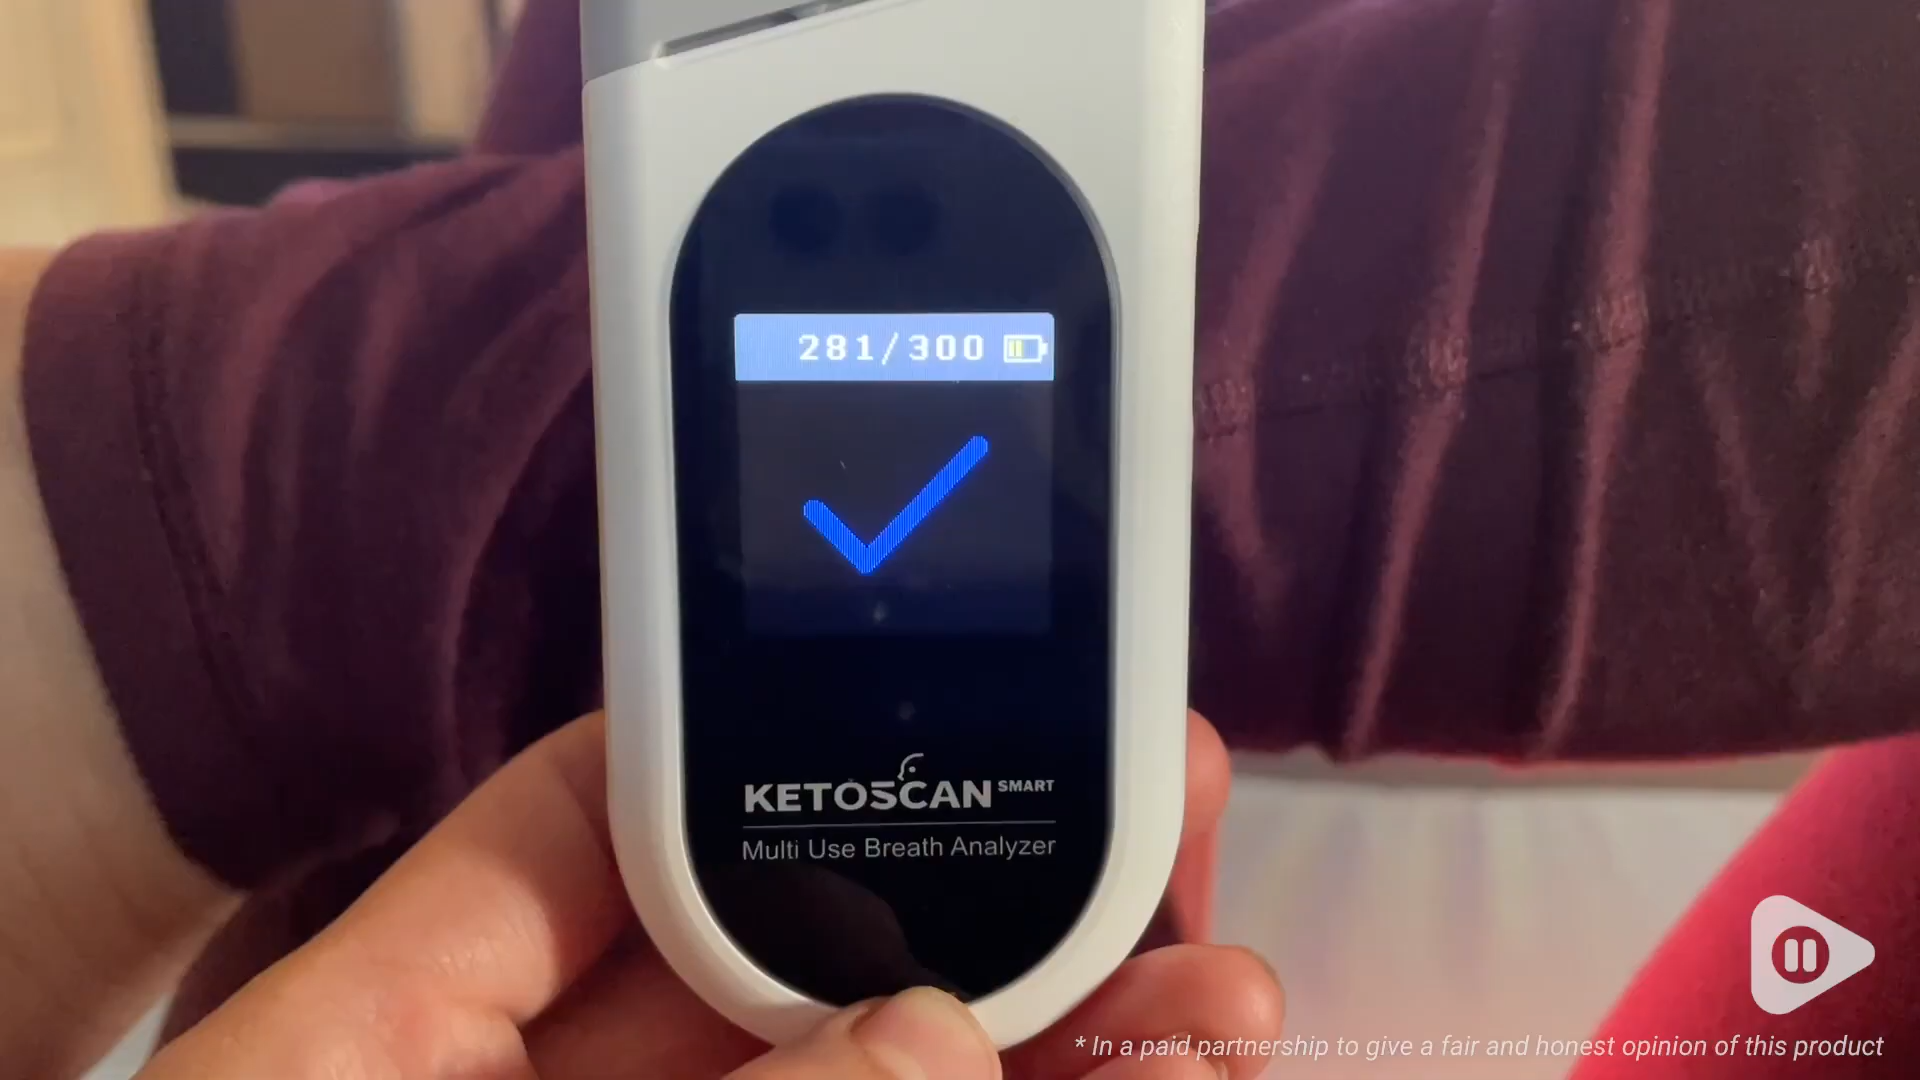 281/300
KETOSCAN SMART
Multi Use Breath Analyzer
* In a paid partnership to give a fair and honest opinion of this product